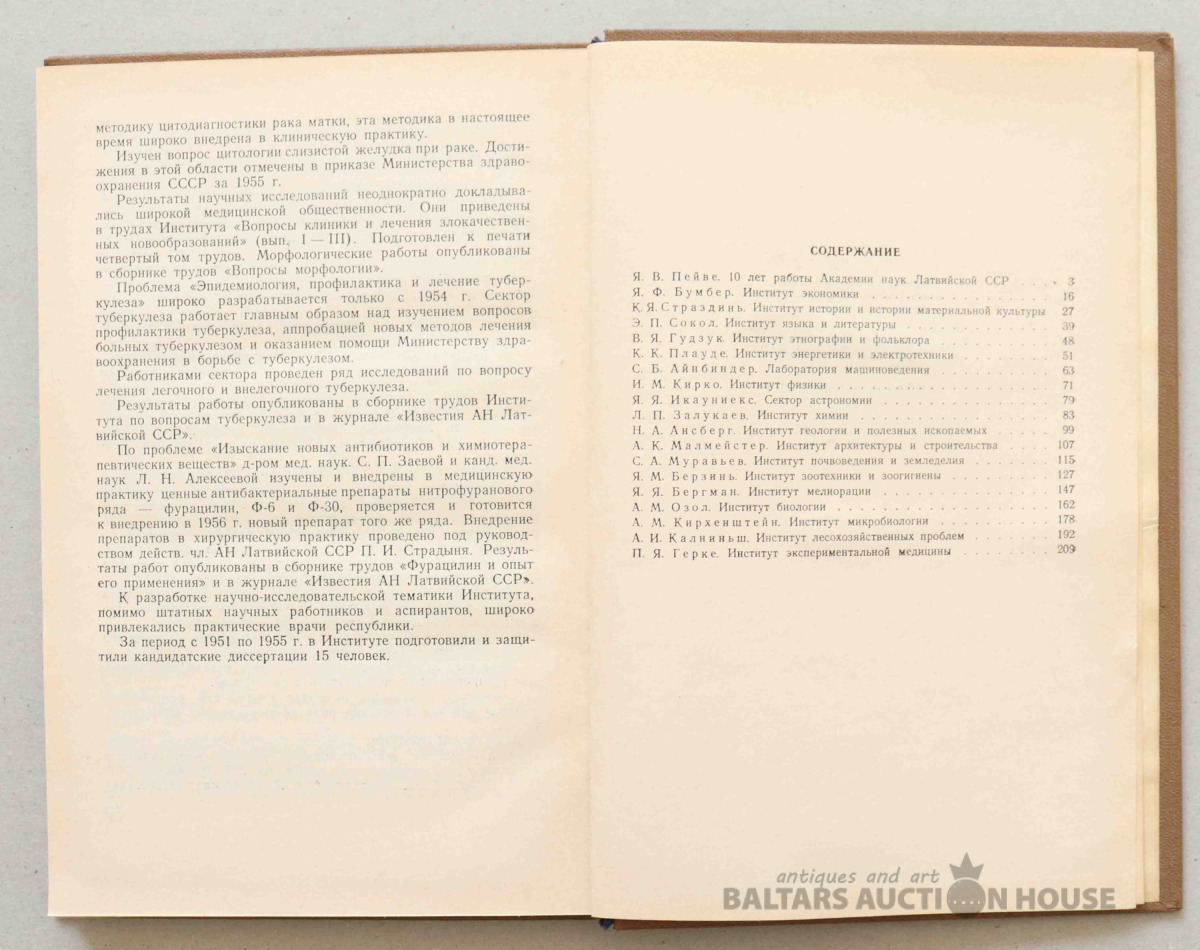 методику цитодиагностики рака матки, эта методика в настоящее
время широко внедрена в клиническую практику.
Изучен вопрос цитологии слизистой желудка при раке. Дости-
жения в этой области отмечены в приказе Министерства здраво-
охранения СССР за 1955 г.
Результаты научных исследований неоднократно докладыва-
лись широкой медицинской общественности. Они приведены
в трудах Института «Вопросы клиники и лечения злокачествен-
ных новообразований» (вып. I — III). Подготовлен к печати
четвертый том трудов. Морфологические работы опубликованы
в сборнике трудов «Вопросы морфологии».
Проблема «Эпидемиология, профилактика и лечение тубер-
кулеза» широко разрабатывается только с 1954 г. Сектор
туберкулеза работает главным образом над изучением вопросов
профилактики туберкулеза, аппробацией новых методов лечения
больных туберкулезом и оказанием помощи Министерству здра-
воохранения в борьбе с туберкулезом.
Работниками сектора проведен ряд исследований по вопросу
лечения легочного и внелегочного туберкулеза.
Результаты работы опубликованы в сборнике трудов Инсти-
тута по вопросам туберкулеза и в журнале «Известия АН Лат-
вийской ССР».
По проблеме «Изыскание новых антибиотиков и химиотера-
певтических веществ» д-ром мед. наук. С. П. Заевой и канд. мед.
наук Л. Н. Алексеевой изучены и внедрены в медицинскую
практику ценные антибактериальные препараты нитрофуранового
ряда — фурацилин, Ф-6 и Ф-30, проверяется и готовится
к внедрению в 1956 г. новый препарат того же ряда. Внедрение
препаратов в хирургическую практику проведено под руковод-
ством действ. чл. АН Латвийской ССР П. И. Страдыня. Резуль-
таты работ опубликованы в сборнике трудов «Фурацилин и опыт
его применения» и в журнале «Известия АН Латвийской ССР».
К разработке научно-исследовательской тематики Института,
помимо штатных научных работников и аспирантов, широко
привлекались практические врачи республики.
За период с 1951 по 1955 г. в Институте подготовили и защи-
тили кандидатские диссертации 15 человек.
СОДЕРЖАНИЕ
Я. В. Пейве. 10 лет работы Академии наук Латвийской ССР . . . . 3
Я. Ф. Бумбер. Институт экономики . . . . . . . . . . . . 16
К. Я. Страздинь. Институт истории и истории материальной культуры 27
Э. П. Сокол. Институт языка и литературы . . . . . . . . . . 39
В. Я. Гудзук. Институт этнографии и фольклора . . . . . . . . 48
К. К. Плауде. Институт энергетики и электротехники . . . . . . . 51
С. Б. Айнбиндер. Лаборатория машиноведения . . . . . . . . 63
И. М. Кирко. Институт физики . . . . . . . . . . . . . . 71
Я. Я. Икауниекс. Сектор астрономии . . . . . . . . . . . 79
Л. П. Залукаев. Институт химии . . . . . . . . . . . . . 83
Н. А. Ансберг. Институт геологии и полезных ископаемых . . . . . 99
А. К. Малмейстер. Институт архитектуры и строительства . . . . . 107
С. А. Муравьев. Институт почвоведения и земледелия . . . . . . 115
Я. М. Берзинь. Институт зоотехники и зоогигиены . . . . . . . 127
Я. Я. Бергман. Институт мелиорации . . . . . . . . . . . 147
А. М. Озол. Институт биологии . . . . . . . . . . . . . . 162
А. М. Кирхенштейн. Институт микробиологии . . . . . . . . 178
А. И. Калниньш. Институт лесохозяйственных проблем . . . . . . 192
П. Я. Герке. Институт экспериментальной медицины . . . . . . . 209
antiques and art
BALTARS AUCTION HOUSE